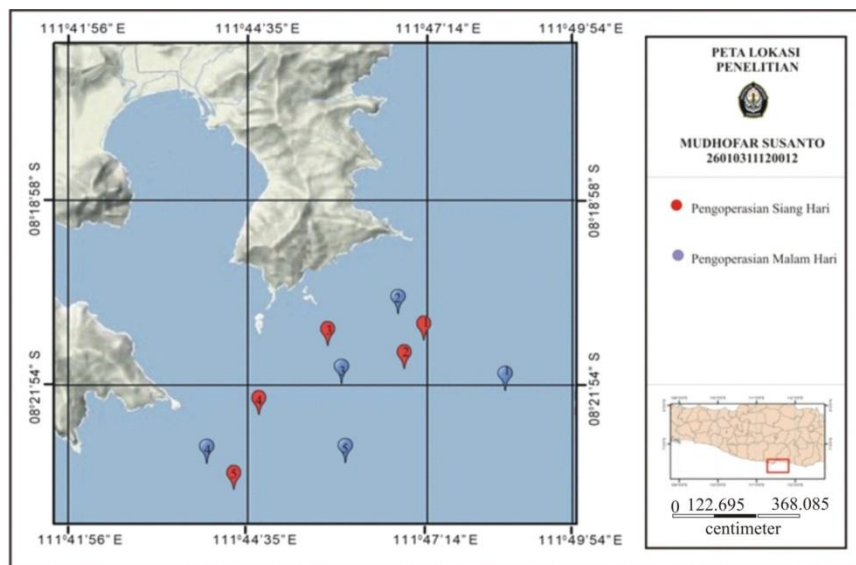 111°41'56" E 111°44'35" E 111°47'14" E 111°49'54" E
08°18'58" S
08°18'58" S
08°21'54" S
08°21'54" S
2
1
3
2
3
1
4
4
5
5
111°41'56" E 111°44'35" E 111°47'14" E 111°49'54" E
PETA LOKASI
PENELITIAN
MUDHOFAR SUSANTO
26010311120012
Pengoperasian Siang Hari
Pengoperasian Malam Hari
0 122.695 368.085
centimeter